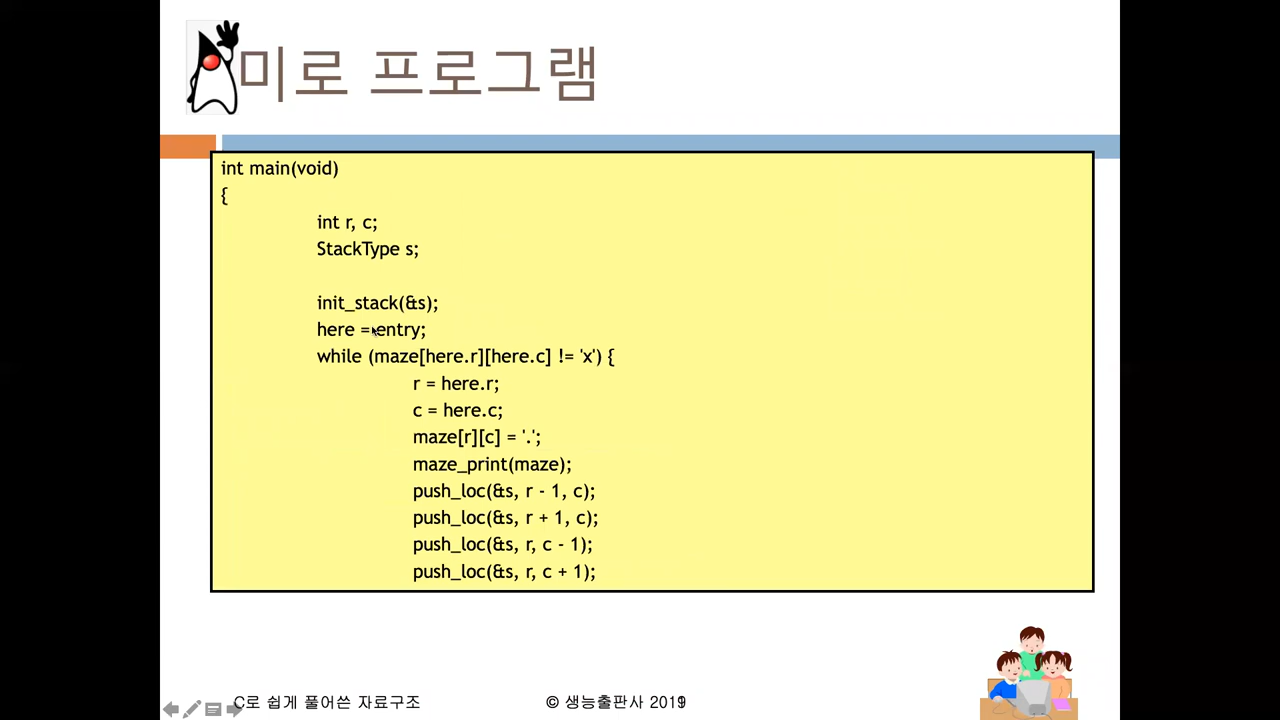 미로 프로그램
int main(void)
{
int r, c;
StackType s;
init_stack(&s);
here = entry;
while (maze[here.r][here.c] != 'x') {
r = here.r;
c = here.c;
maze[r][c] = '.';
maze_print(maze);
push_loc(&s, r - 1, c);
push_loc(&s, r + 1, c);
push_loc(&s, r, c - 1);
push_loc(&s, r, c + 1);
C로 쉽게 풀어쓴 자료구조
© 생능출판사 2019